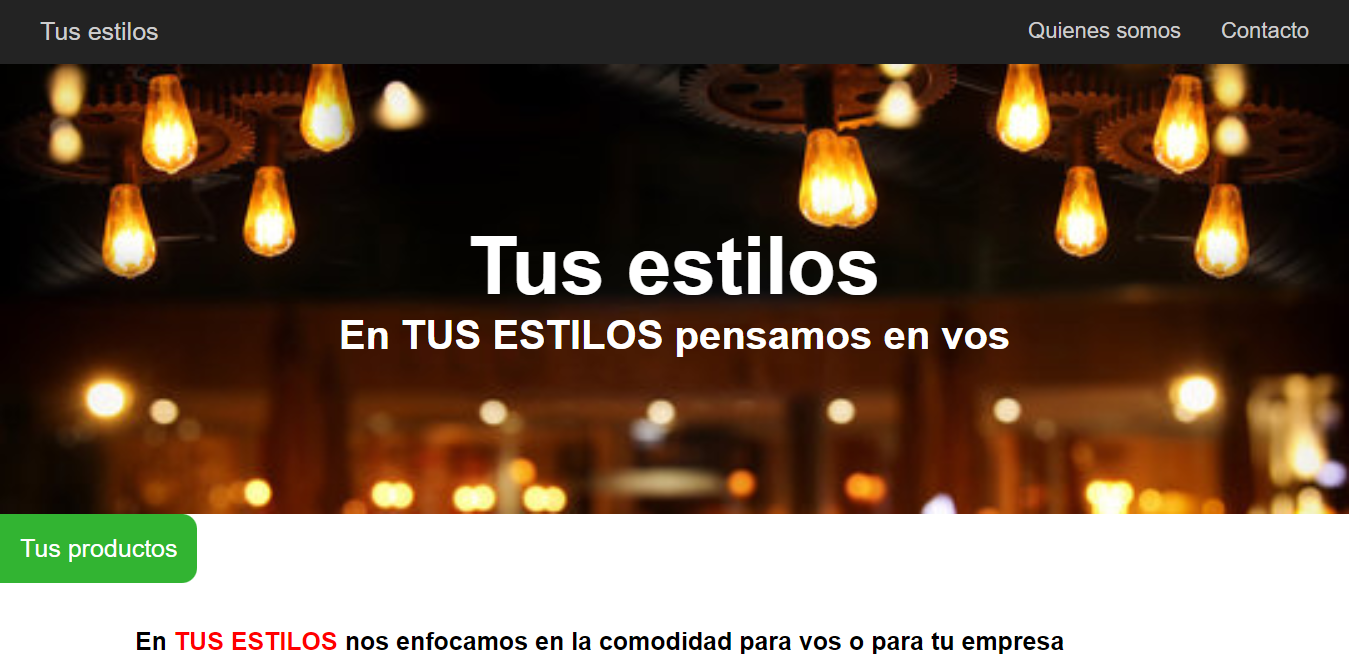 Tus estilos
Quienes somos
Contacto
Tus estilos
En TUS ESTILOS pensamos en vos
Tus productos
En TUS ESTILOS nos enfocamos en la comodidad para vos o para tu empresa